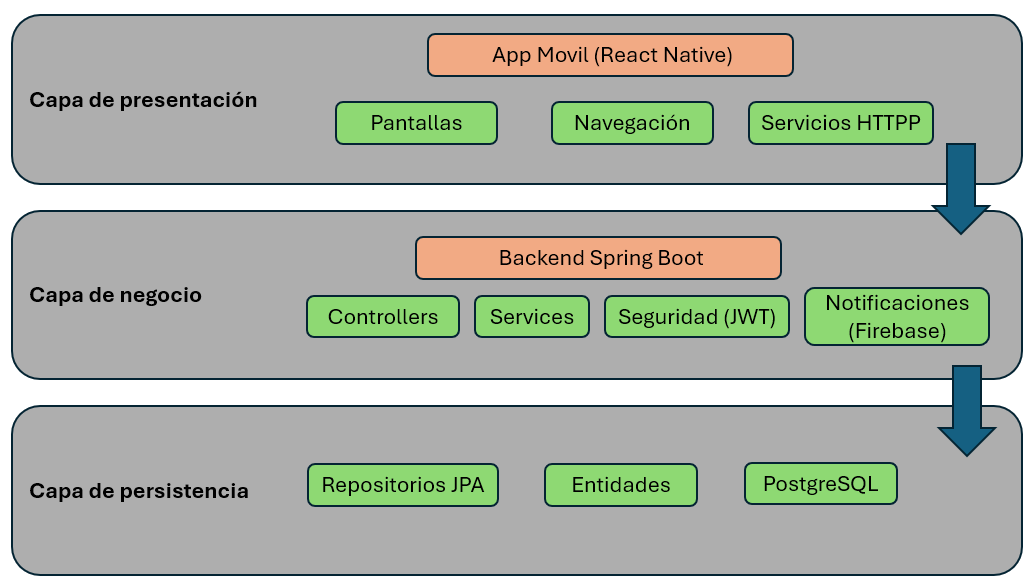 App Movil (React Native)
Capa de presentación
Pantallas
Navegación
Servicios HTTPP
Backend Spring Boot
Capa de negocio
Controllers
Services
Seguridad (JWT)
Notificaciones
(Firebase)
Capa de persistencia
Repositorios JPA
Entidades
PostgreSQL